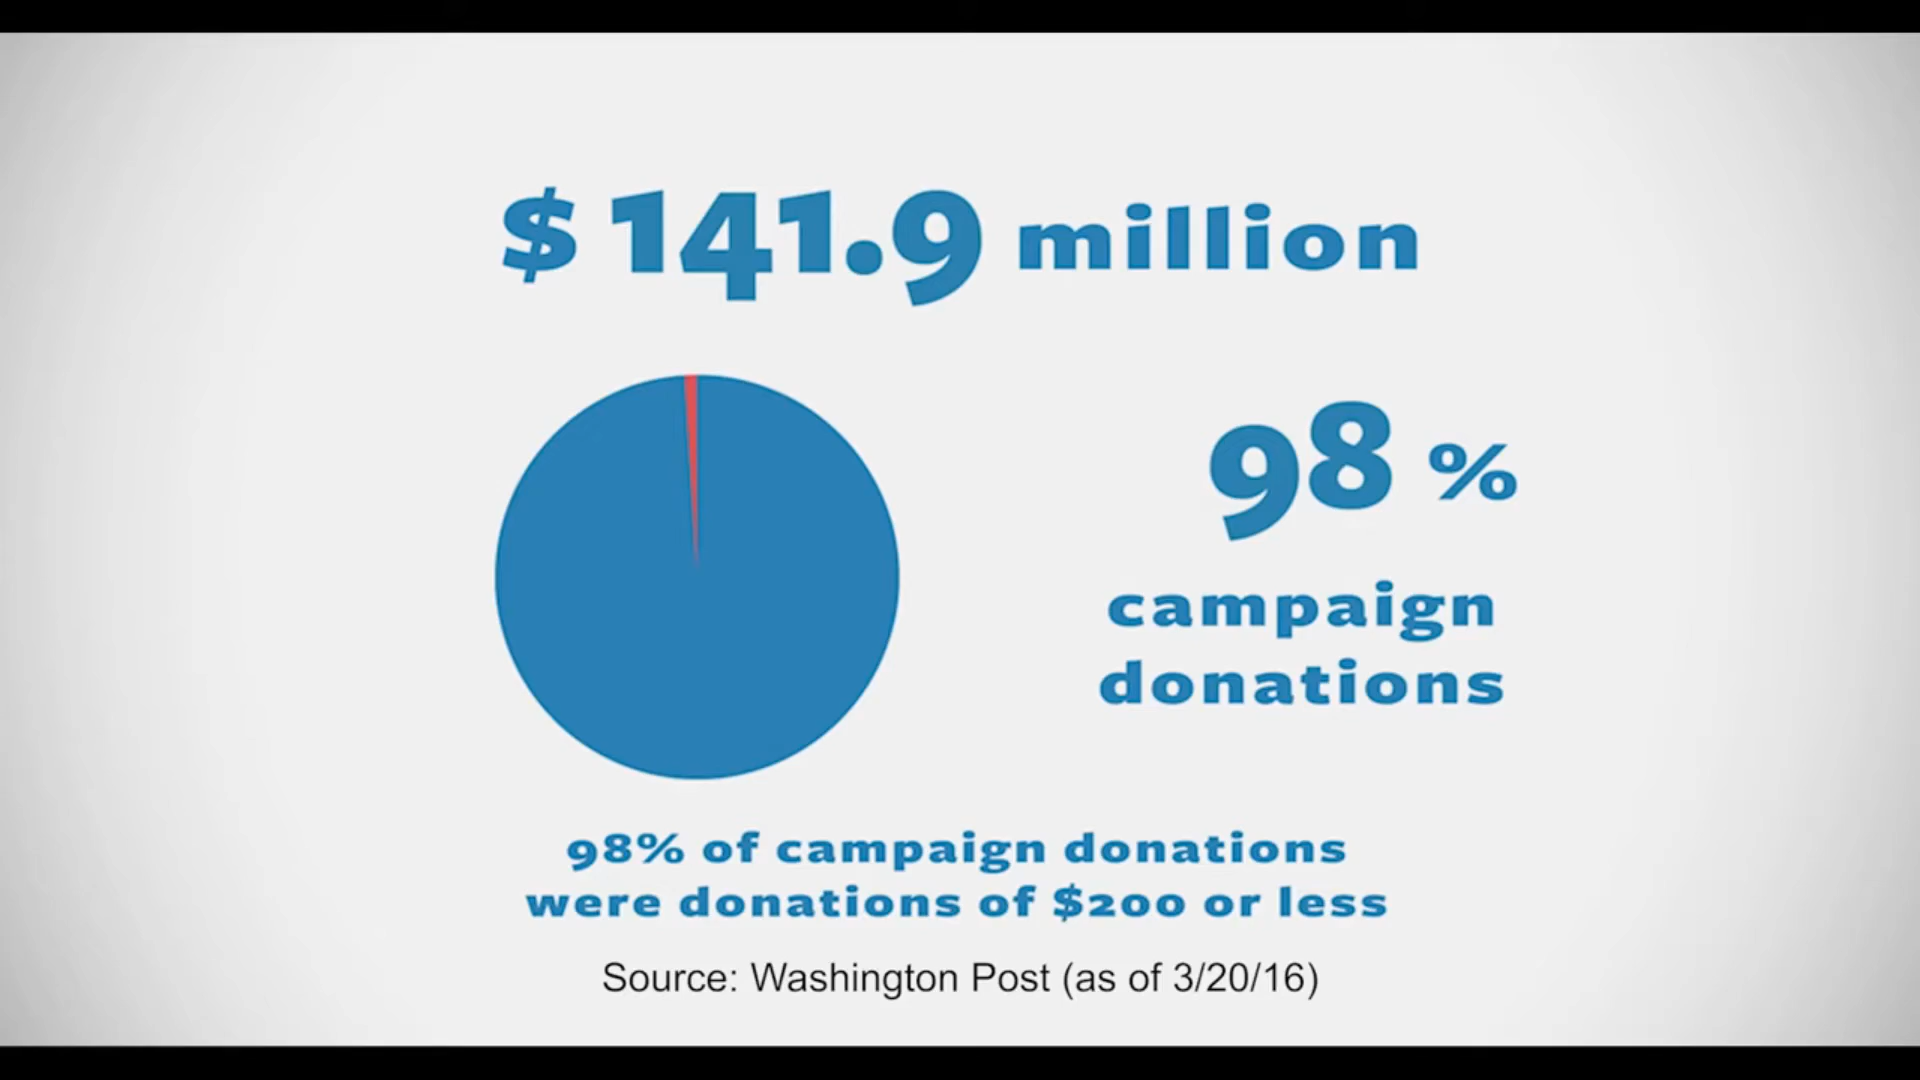 $ 141.9 million
98 %
campaign
donations
98% of campaign donations
were donations of $200 or less
Source: Washington Post (as of 3/20/16)